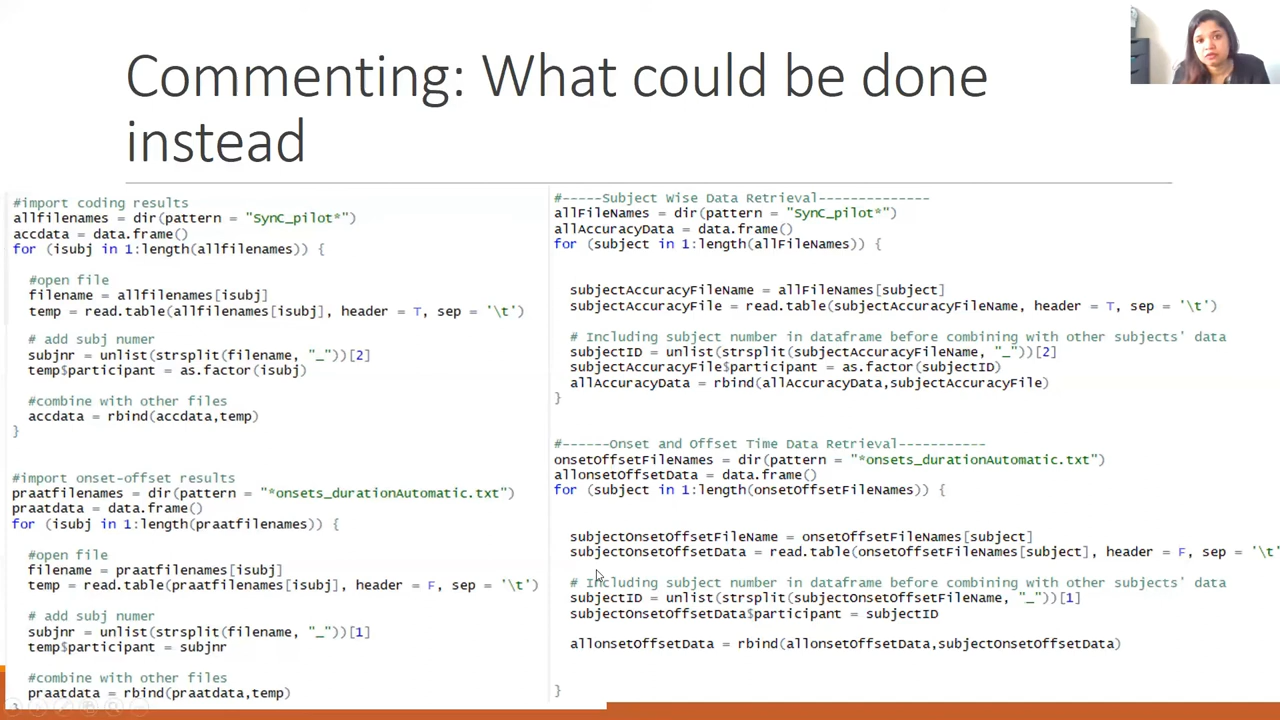 Commenting: What could be done
instead
#import coding results
allfilenames = dir(pattern = "SynC_pilot*")
accdata = data.frame()
for (isubj in 1:length(allfilenames)) {
#open file
filename = allfilenames[isubj]
temp = read.table(allfilenames[isubj], header = T, sep = '\t')
# add subj numer
subjnr = unlist(strsplit(filename, "_"))[2]
temp$participant = as.factor(isubj)
#combine with other files
accdata = rbind(accdata,temp)
}
#import onset-offset results
praatfilenames = dir(pattern = "*onsets_durationAutomatic.txt")
praatdata = data.frame()
for (isubj in 1:length(praatfilenames)) {
#open file
filename = praatfilenames[isubj]
temp = read.table(praatfilenames[isubj], header = F, sep = '\t')
# add subj numer
subjnr = unlist(strsplit(filename, "_"))[1]
temp$participant = subjnr
#combine with other files
praatdata = rbind(praatdata,temp)
#-----Subject Wise Data Retrieval--------------
allFileNames = dir(pattern = "SynC_pilot*")
allAccuracyData = data.frame()
for (subject in 1:length(allFileNames)) {
subjectAccuracyFileName = allFileNames[subject]
subjectAccuracyFile = read.table(subjectAccuracyFileName, header = T, sep = '\t')
# Including subject number in dataframe before combining with other subjects' data
subjectID = unlist(strsplit(subjectAccuracyFileName, "_"))[2]
subjectAccuracyFile$participant = as.factor(subjectID)
allAccuracyData = rbind(allAccuracyData,subjectAccuracyFile)
}
#------Onset and Offset Time Data Retrieval-----------
onsetOffsetFileNames = dir(pattern = "*onsets_durationAutomatic.txt")
allonsetOffsetData = data.frame()
for (subject in 1:length(onsetOffsetFileNames)) {
subjectOnsetOffsetFileName = onsetOffsetFileNames[subject]
subjectOnsetOffsetData = read.table(onsetOffsetFileNames[subject], header = F, sep = '\t'
# Including subject number in dataframe before combining with other subjects' data
subjectID = unlist(strsplit(subjectOnsetOffsetFileName, "_"))[1]
subjectOnsetOffsetData$participant = subjectID
allonsetOffsetData = rbind(allonsetOffsetData,subjectOnsetOffsetData)
}